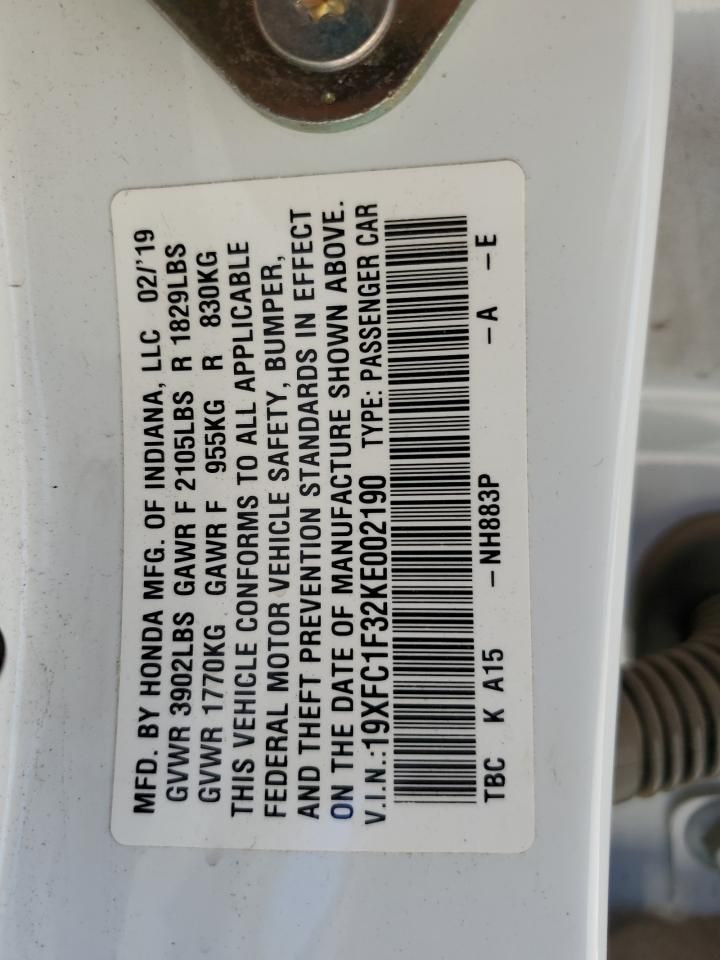 MFD. BY HONDA MFG. OF INDIANA, LLC 02/'19
GVWR 3902LBS GAWR F 2105LBS R 1829LBS
GVWR 1770KG GAWR F 955KG R 830KG
THIS VEHICLE CONFORMS TO ALL APPLICABLE
FEDERAL MOTOR VEHICLE SAFETY, BUMPER,
AND THEFT PREVENTION STANDARDS IN EFFECT
ON THE DATE OF MANUFACTURE SHOWN ABOVE.
V.I.N.:19XFC1F32KE002190 TYPE: PASSENGER CAR
TBC K A15 –NH883P –A –E